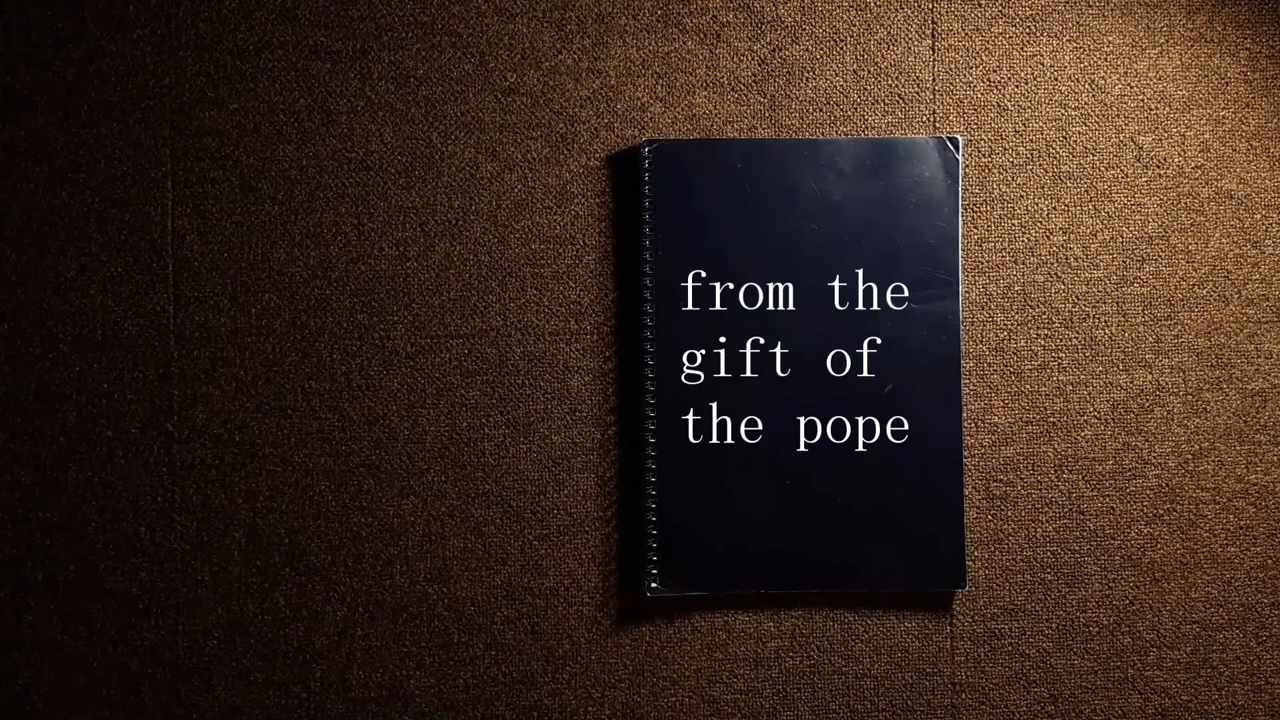 from the
gift of
the pope